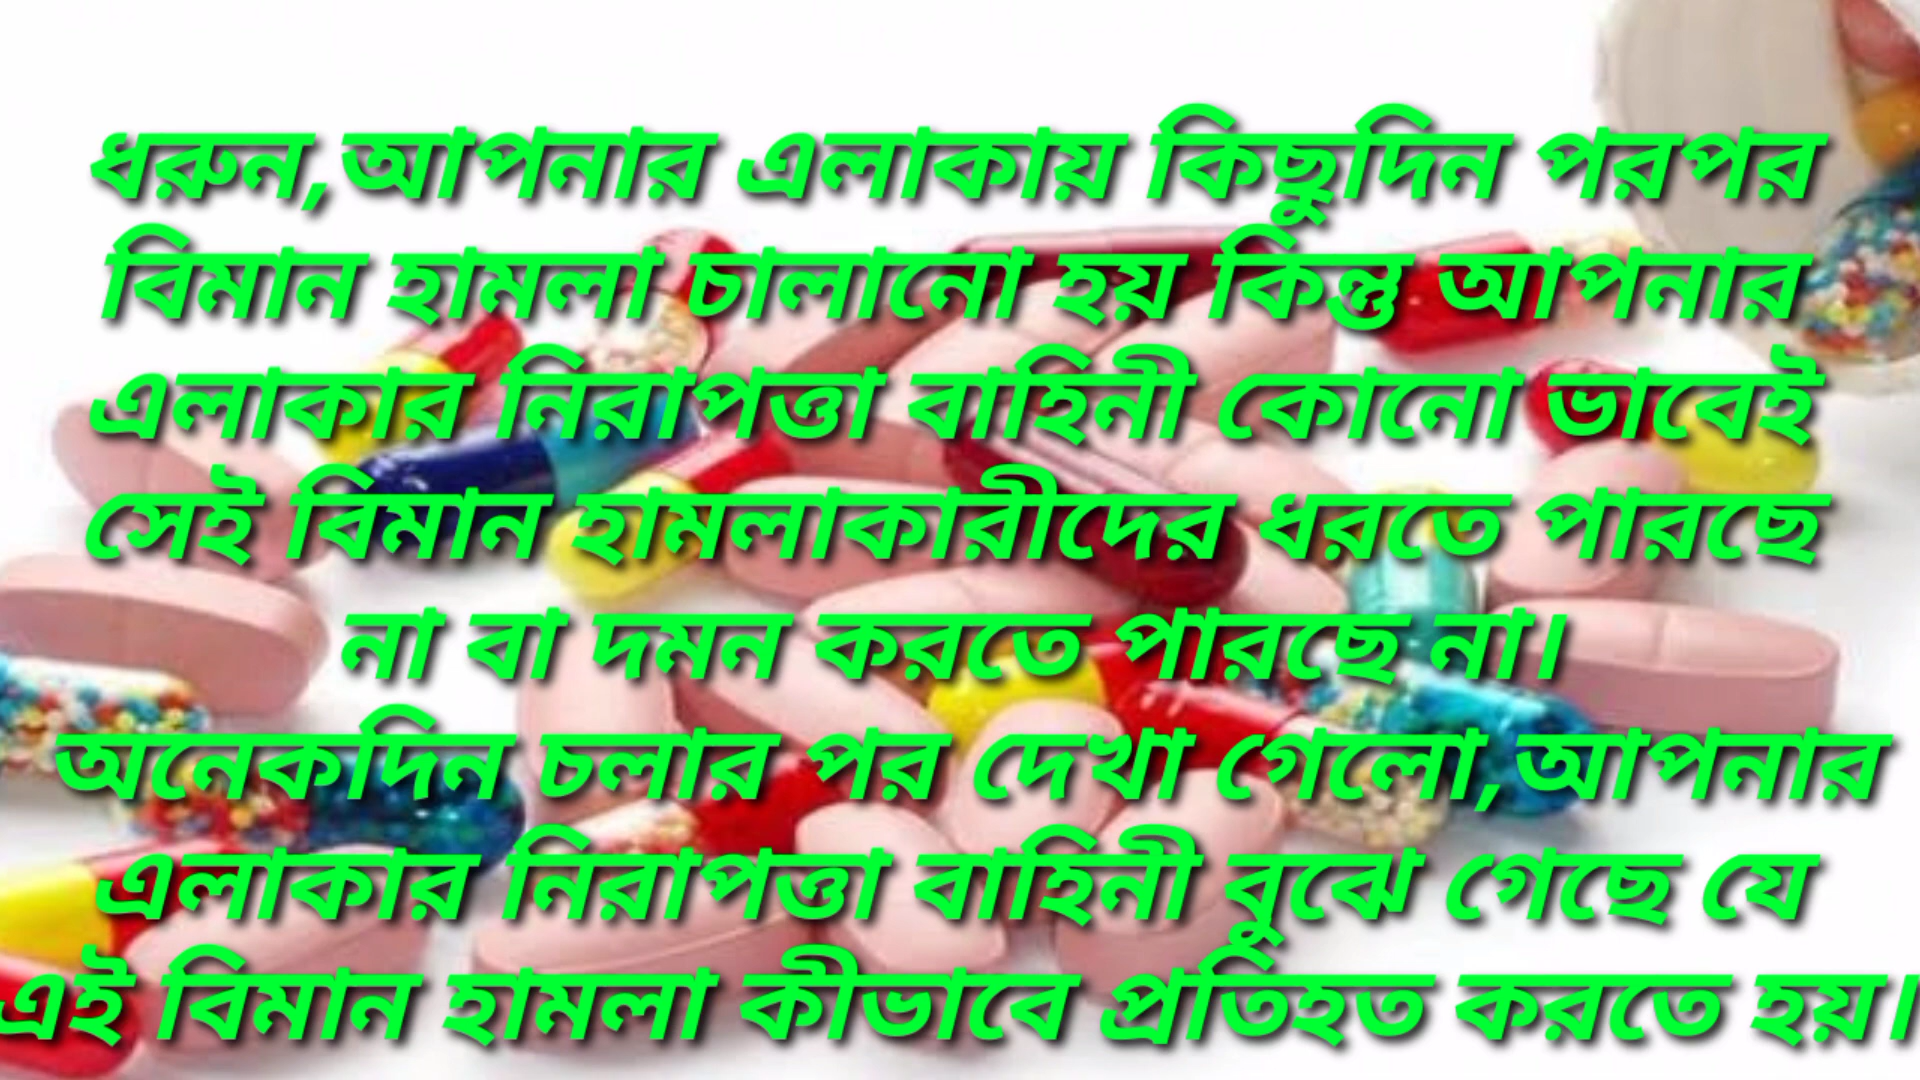 ধরুন,আপনার এলাকায় কিছুদিন পরপর
বিমান হামলা চালানো হয় কিন্তু আপনার
এলাকার নিরাপত্তা বাহিনী কোনো ভাবেই
সেই বিমান হামলাকারীদের ধরতে পারছে
না বা দমন করতে পারছে না।
অনেকদিন চলার পর দেখা গেলো,আপনার
এলাকার নিরাপত্তা বাহিনী বুঝে গেছে যে
এই বিমান হামলা কীভাবে প্রতিহত করতে হয়।